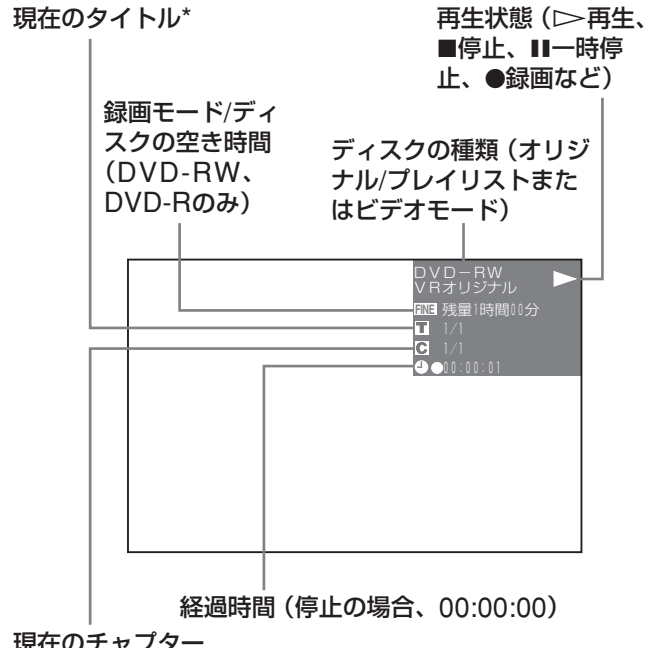 現在のタイトル*
再生状態（▷再生、
■停止、❚❚一時停
止、●録画など）
録画モード/ディ
スクの空き時間
（DVD-RW、
DVD-Rのみ）
ディスクの種類（オリジ
ナル/プレイリストまた
はビデオモード）
DVD－RW
VRオリジナル
FINE 残量1時間00分
T 1/1
C 1/1
●00:00:01
経過時間（停止の場合、00:00:00）
現在のチャプター